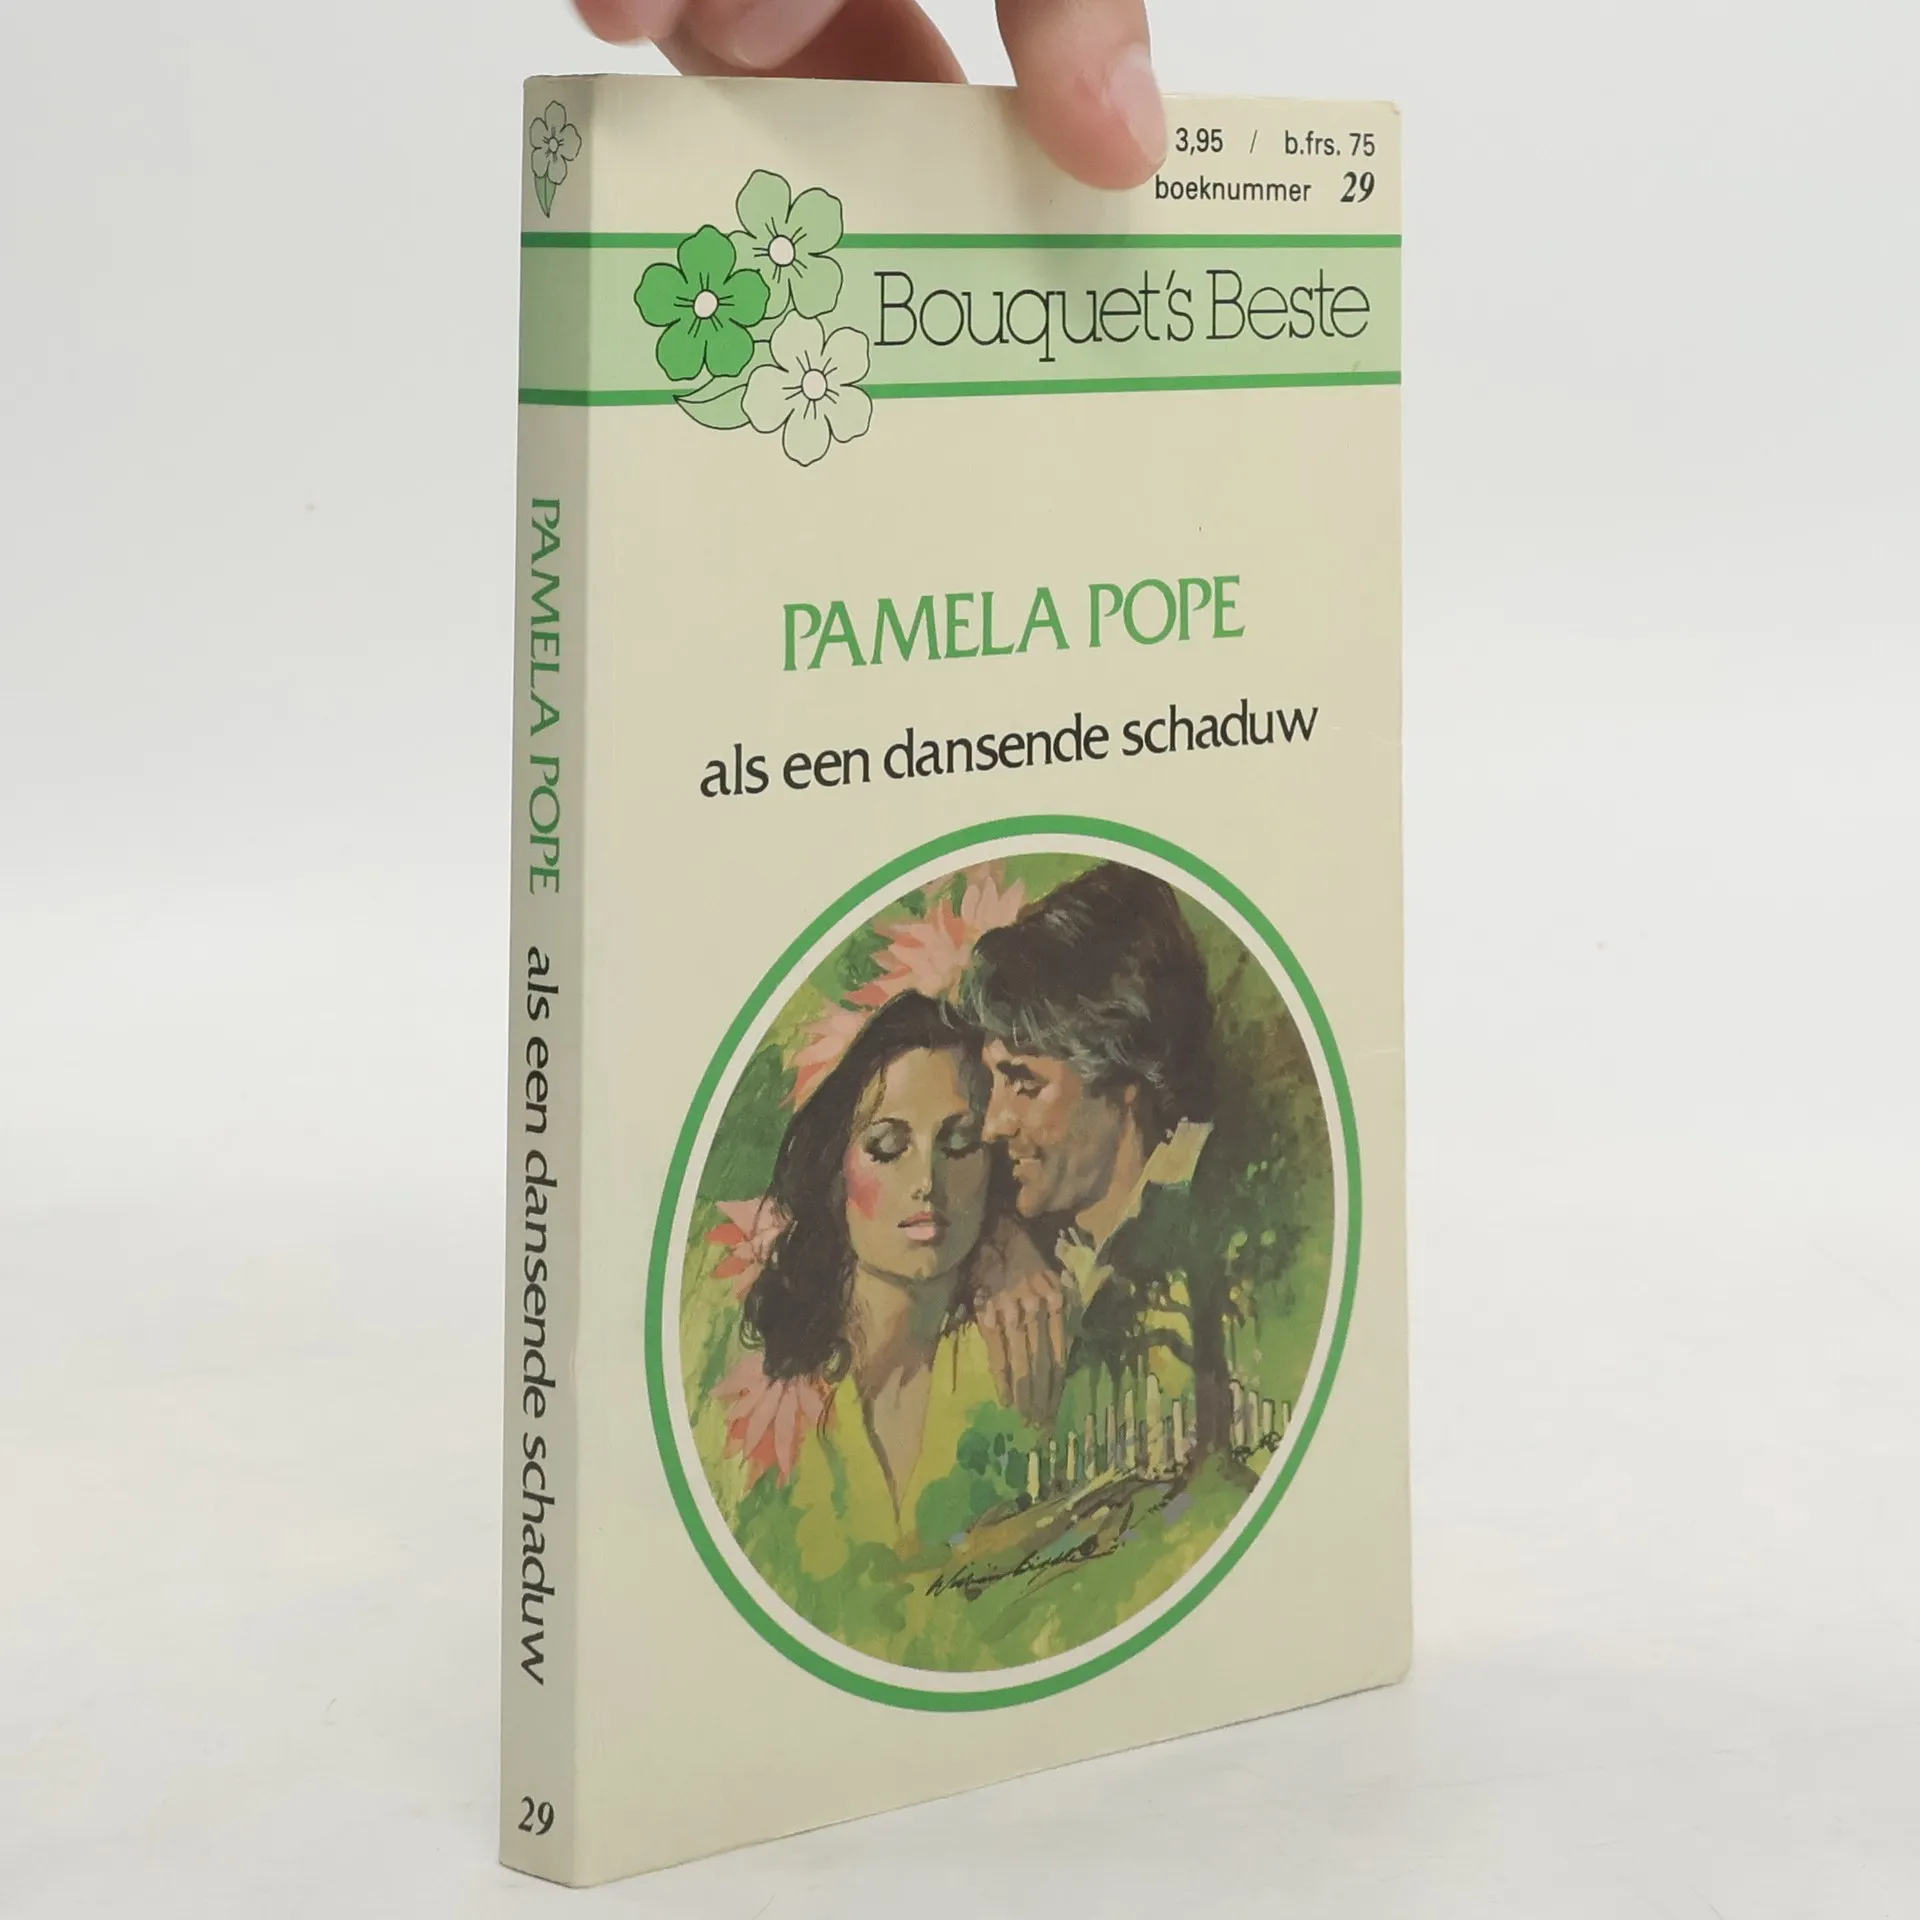 3,95 / b.frs. 75
boeknummer 29
Bouquet's Beste
PAMELA POPE
als een dansende schaduw
PAMELA POPE als een dansende schaduw
29